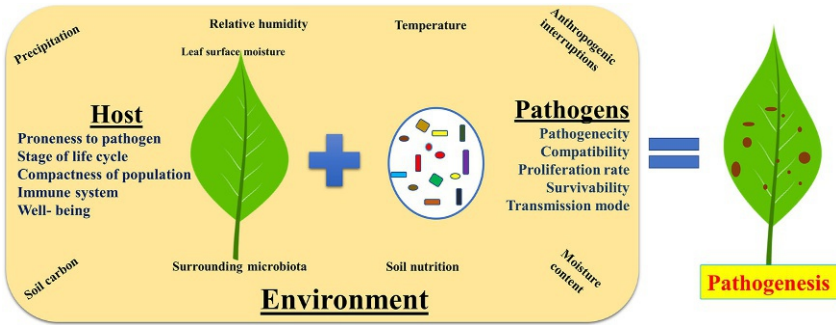 Precipitation
Relative humidity
Temperature
Anthropogenic
interruptions
Leaf surface moisture
Host
Proneness to pathogen
Stage of life cycle
Compactness of population
Immune system
Well- being
Pathogens
Pathogenecity
Compatibility
Proliferation rate
Survivability
Transmission mode
Soil carbon
Surrounding microbiota
Soil nutrition
Moisture
content
Environment
Pathogenesis